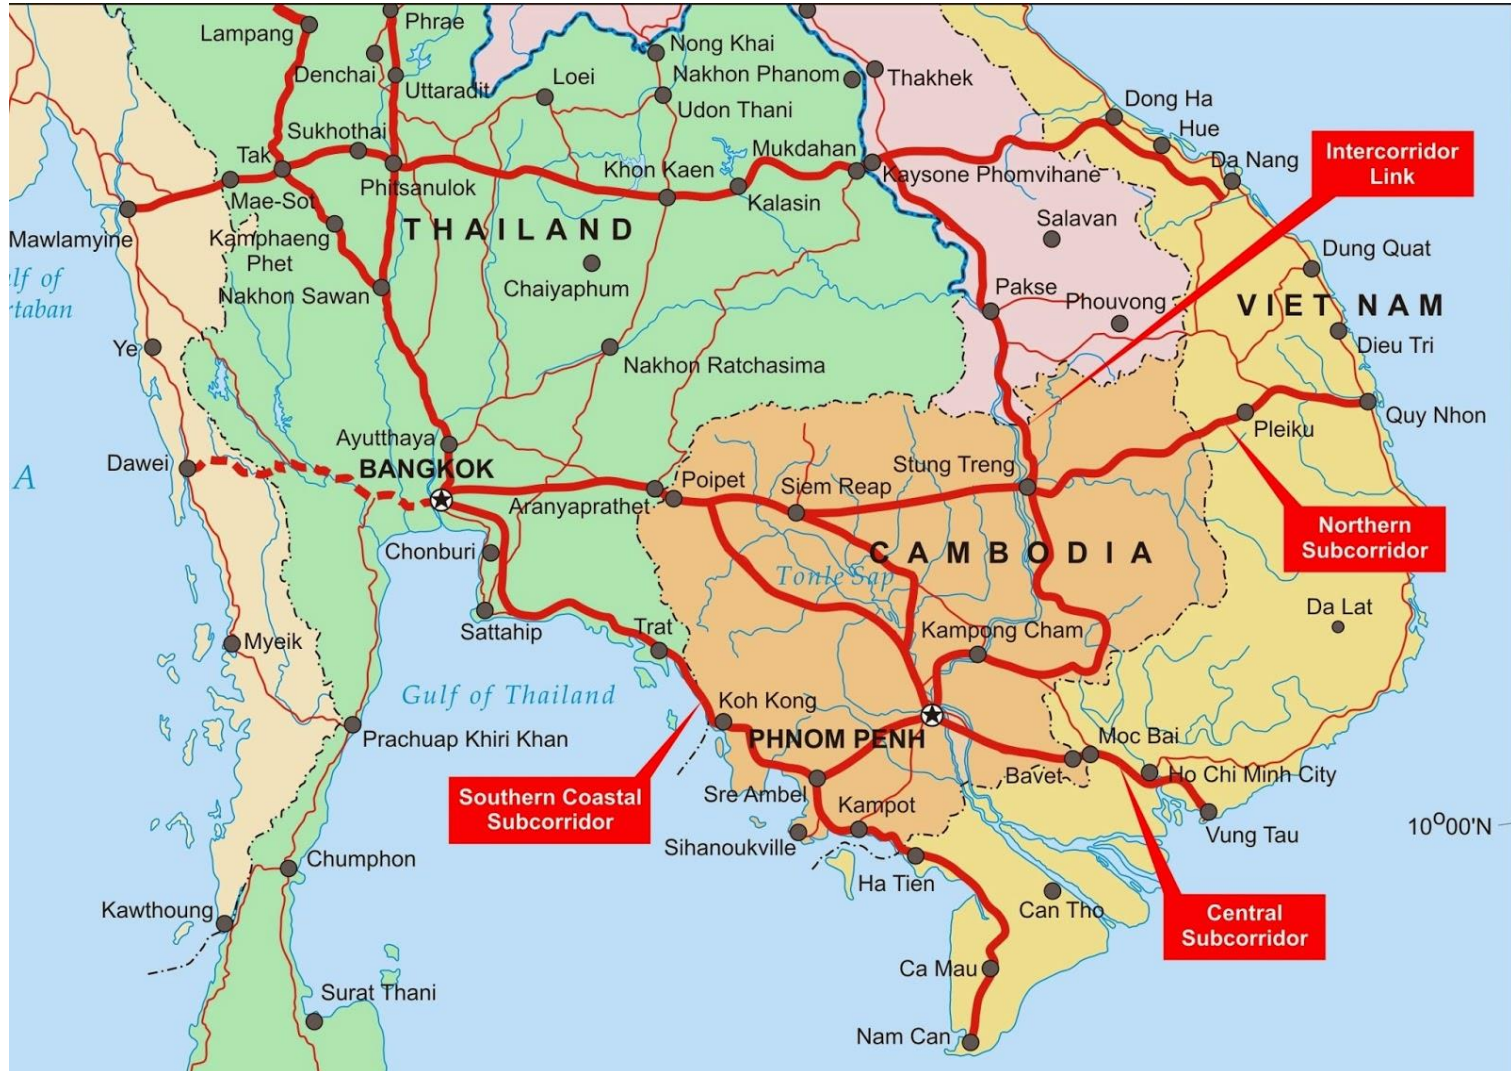 Lampang
Phrae
Denchai
Uttaradit
Loei
Nong Khai
Nakhon Phanom
Thakhek
Udon Thani
Dong Ha
Hue
Da Nang
Intercorridor
Link
Sukhothai
Tak
Phitsanulok
Khon Kaen
Mukdahan
Kaysone Phomvihane
Kalasin
Mae-Sot
Mawlamyine
Kamphaeng
Phet
THAILAND
Salavan
Dung Quat
lf of
rtaban
Chaiyaphum
Nakhon Sawan
Pakse
Phouvong
VIET NAM
Ye
Nakhon Ratchasima
Dieu Tri
Quy Nhon
Pleiku
Ayutthaya
BANGKOK
Dawei
A
Aranyaprathet
Poipet
Siem Reap
Stung Treng
Northern
Subcorridor
Chonburi
CAMBODIA
Tonle Sap
Sattahip
Trat
Kampong Cham
Da Lat
Myeik
Gulf of Thailand
Koh Kong
Prachuap Khiri Khan
PHNOM PENH
Moc Bai
Bavet
Ho Chi Minh City
Southern Coastal
Subcorridor
Sre Ambel
Kampot
Vung Tau
10°00'N
Sihanoukville
Chumphon
Ha Tien
Can Tho
Central
Subcorridor
Kawthoung
Ca Mau
Surat Thani
Nam Can